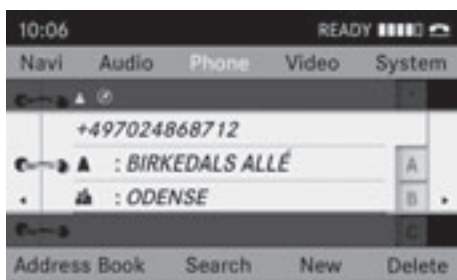 10:06 READY
Navi Audio Phone Video System
+497024868712
: BIRKEDALS ALLÉ A
: ODENSE B
C
Address Book Search New Delete